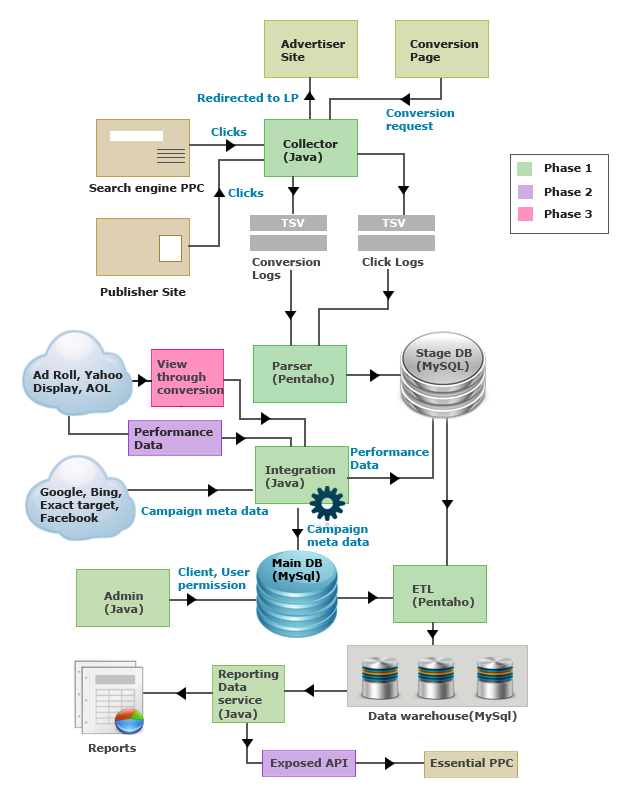 Advertiser
Site
Conversion
Page
Redirected to LP
Conversion
request
Clicks
Collector
(Java)
Search engine PPC
Clicks
Phase 1
Phase 2
Phase 3
TSV
TSV
Conversion
Logs
Click Logs
Publisher Site
Ad Roll, Yahoo
Display, AOL
View
through
conversion
Parser
(Pentaho)
Stage DB
(MySQL)
Performance
Data
Integration
(Java)
Performance
Data
Google, Bing,
Exact target,
Facebook
Campaign meta data
Campaign
meta data
Admin
(Java)
Client, User
permission
Main DB
(MySql)
ETL
(Pentaho)
Reporting
Data
service
(Java)
Data warehouse(MySql)
Reports
Exposed API
Essential PPC